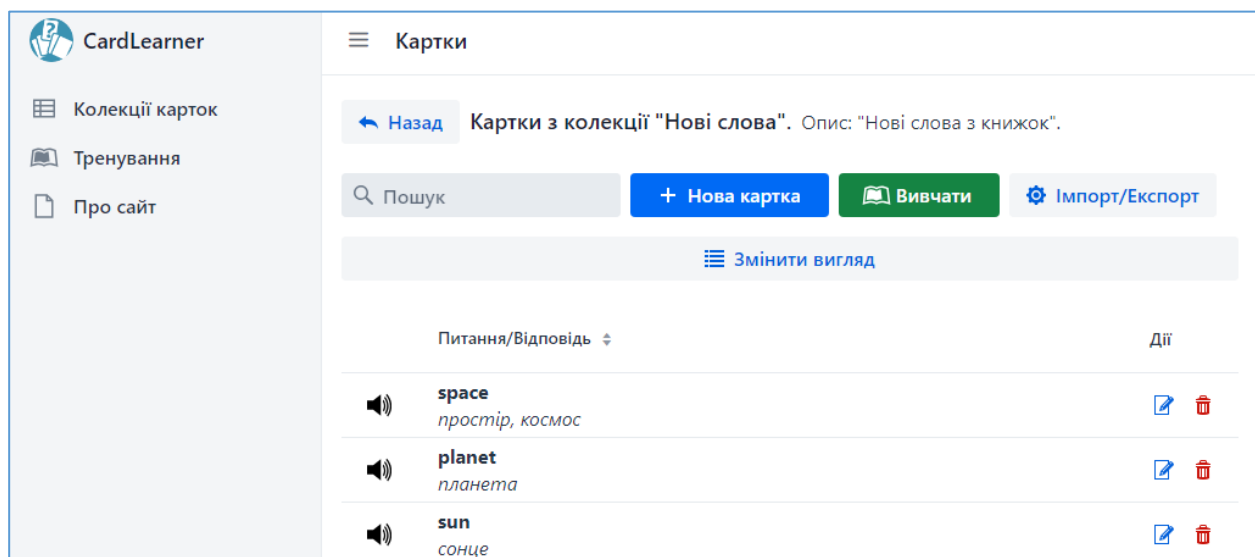 CardLearner
Колекції карток
Тренування
Про сайт
Картки
Назад Картки з колекції "Нові слова". Опис: "Нові слова з книжок".
Пошук + Нова картка Вивчати Імпорт/Експорт
Змінити вигляд
Питання/Відповідь Дії
space
простір, космос
planet
планета
sun
сонце